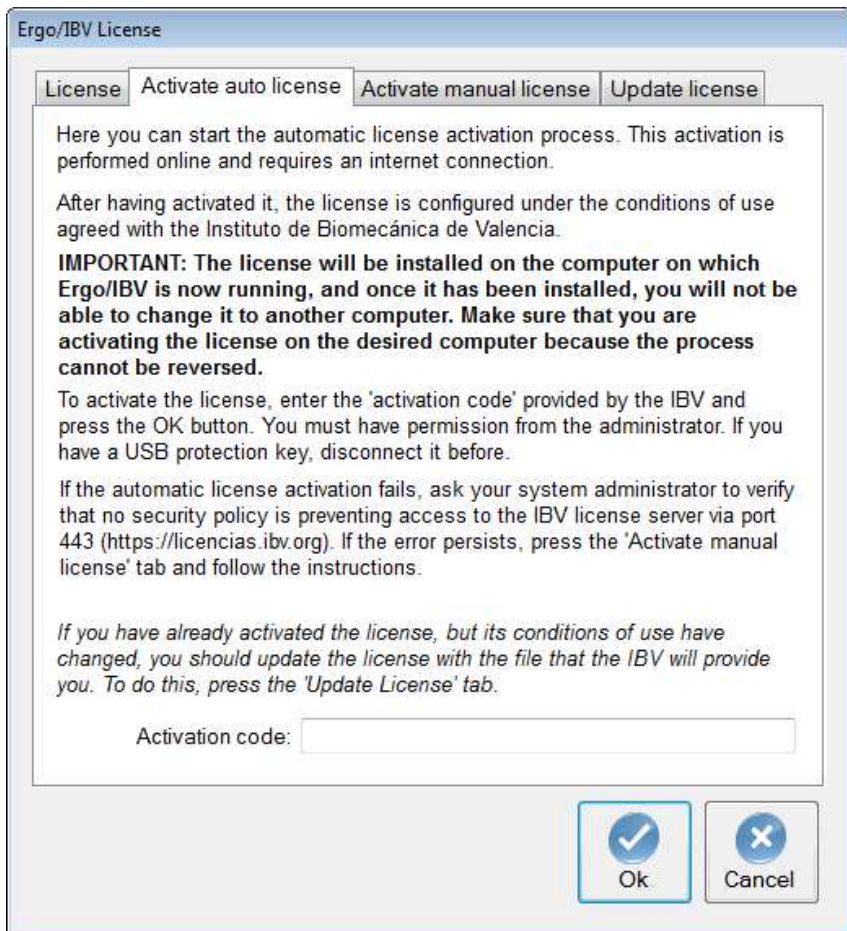 Ergo/IBV License
License Activate auto license Activate manual license Update license
Here you can start the automatic license activation process. This activation is
performed online and requires an internet connection.
After having activated it, the license is configured under the conditions of use
agreed with the Instituto de Biomecánica de Valencia.
IMPORTANT: The license will be installed on the computer on which
Ergo/IBV is now running, and once it has been installed, you will not be
able to change it to another computer. Make sure that you are
activating the license on the desired computer because the process
cannot be reversed.
To activate the license, enter the 'activation code' provided by the IBV and
press the OK button. You must have permission from the administrator. If you
have a USB protection key, disconnect it before.
If the automatic license activation fails, ask your system administrator to verify
that no security policy is preventing access to the IBV license server via port
443 (https://licencias.ibv.org). If the error persists, press the 'Activate manual
license' tab and follow the instructions.
If you have already activated the license, but its conditions of use have
changed, you should update the license with the file that the IBV will provide
you. To do this, press the 'Update License' tab.
Activation code:
Ok Cancel